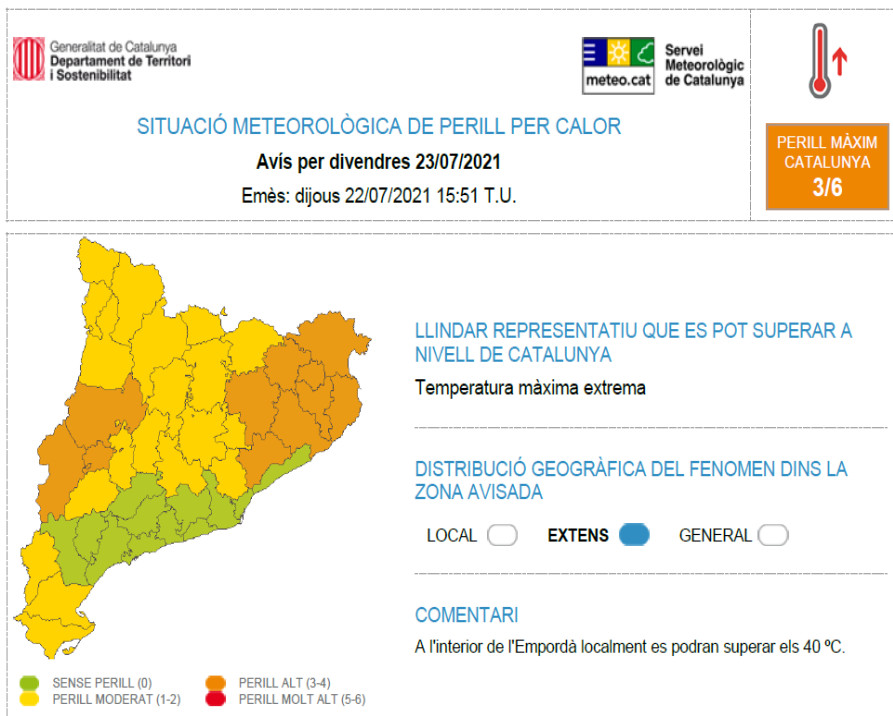 Generalitat de Catalunya
Departament de Territori
i Sostenibilitat
meteo.cat
Servei
Meteorològic
de Catalunya
SITUACIÓ METEOROLÒGICA DE PERILL PER CALOR
Avís per divendres 23/07/2021
Emès: dijous 22/07/2021 15:51 T.U.
PERILL MÀXIM
CATALUNYA
3/6
LLINDAR REPRESENTATIU QUE ES POT SUPERAR A
NIVELL DE CATALUNYA
Temperatura màxima extrema
DISTRIBUCIÓ GEOGRÀFICA DEL FENOMEN DINS LA
ZONA AVISADA
LOCAL EXTENS GENERAL
COMENTARI
A l'interior de l'Empordà localment es podran superar els 40 ºC.
SENSE PERILL (0) PERILL ALT (3-4)
PERILL MODERAT (1-2) PERILL MOLT ALT (5-6)